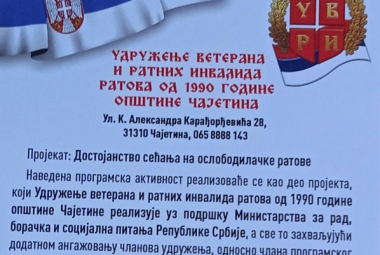 У В
Р И
УДРУЖЕЊЕ ВЕТЕРАНА
И РАТНИХ ИНВАЛИДА
РАТОВА ОД 1990 ГОДИНЕ
ОПШТИНЕ ЧАЈЕТИНА
Ул. К. Александра Карађорђевића 28,
31310 Чајетина, 065 8888 143
Пројекат: Достојанство сећања на ослободилачке ратове
Наведена програмска активност реализоваће се као део пројекта,
који Удружење ветерана и ратних инвалида ратова од 1990 године
општине Чајетине реализује уз подршку Министарства за рад,
борачка и социјална питања Републике Србије, а све то захваљујући
додатном ангажовању чланова удружења, односно члана програмског